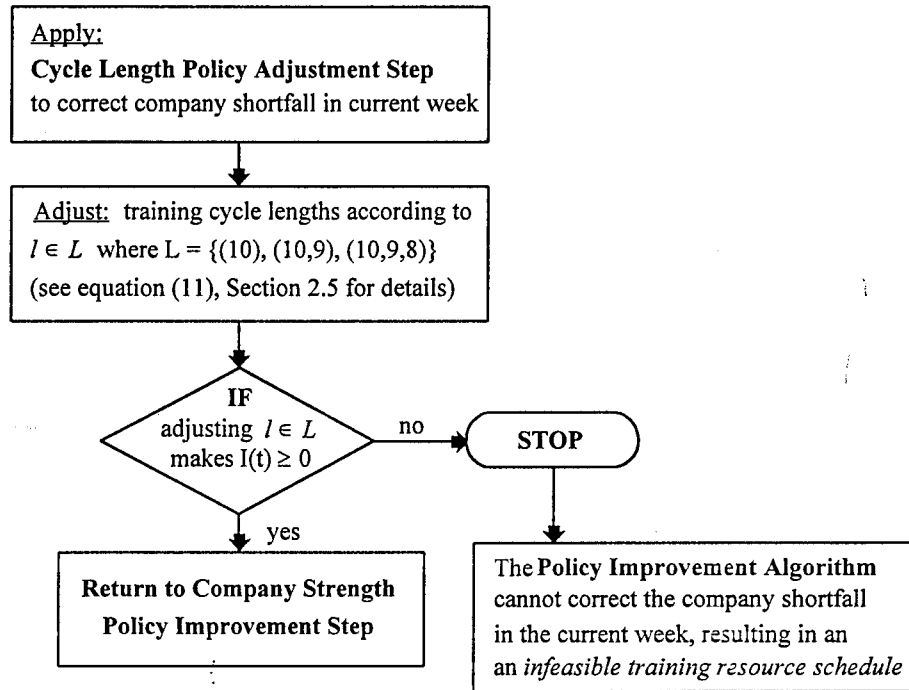 Apply:
Cycle Length Policy Adjustment Step
to correct company shortfall in current week
Adjust: training cycle lengths according to
l ∈ L where L = {(10), (10,9), (10,9,8)}
(see equation (11), Section 2.5 for details)
IF
adjusting l ∈ L
makes I(t) ≥ 0
no
STOP
yes
Return to Company Strength
Policy Improvement Step
The Policy Improvement Algorithm
cannot correct the company shortfall
in the current week, resulting in an
an infeasible training resource schedule